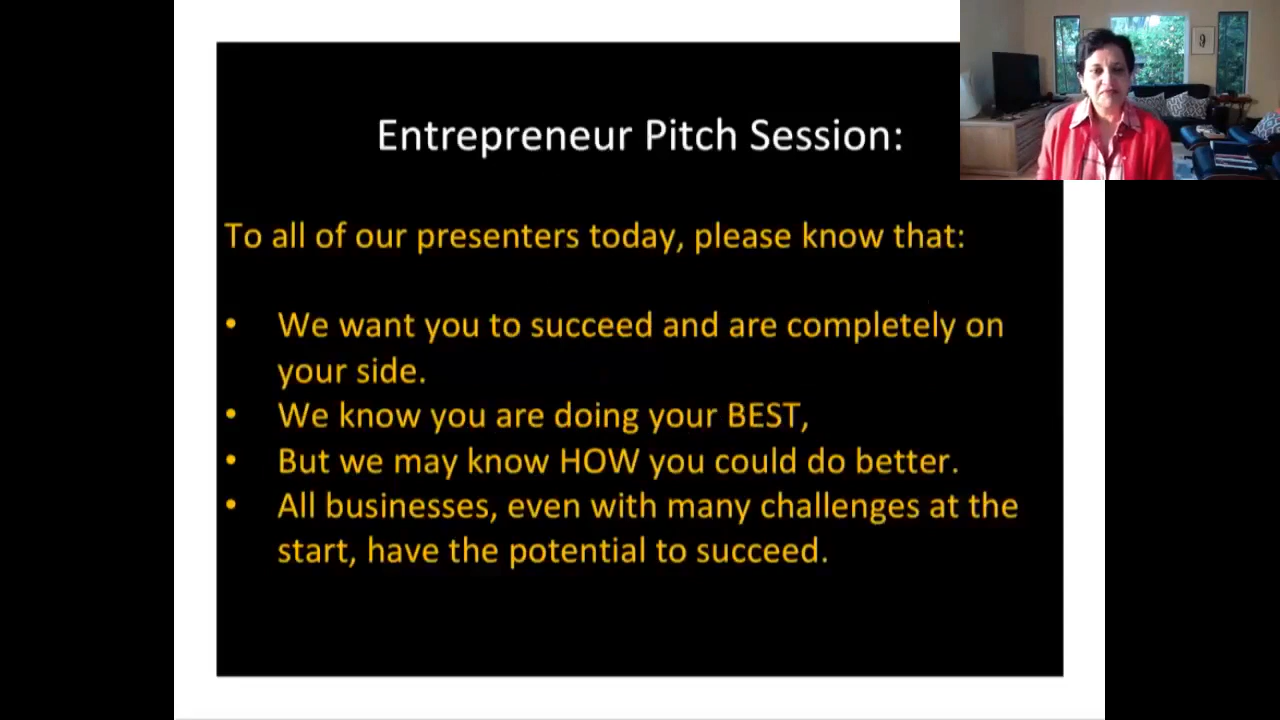 Entrepreneur Pitch Session:
To all of our presenters today, please know that:
• We want you to succeed and are completely on
your side.
• We know you are doing your BEST,
• But we may know HOW you could do better.
• All businesses, even with many challenges at the
start, have the potential to succeed.